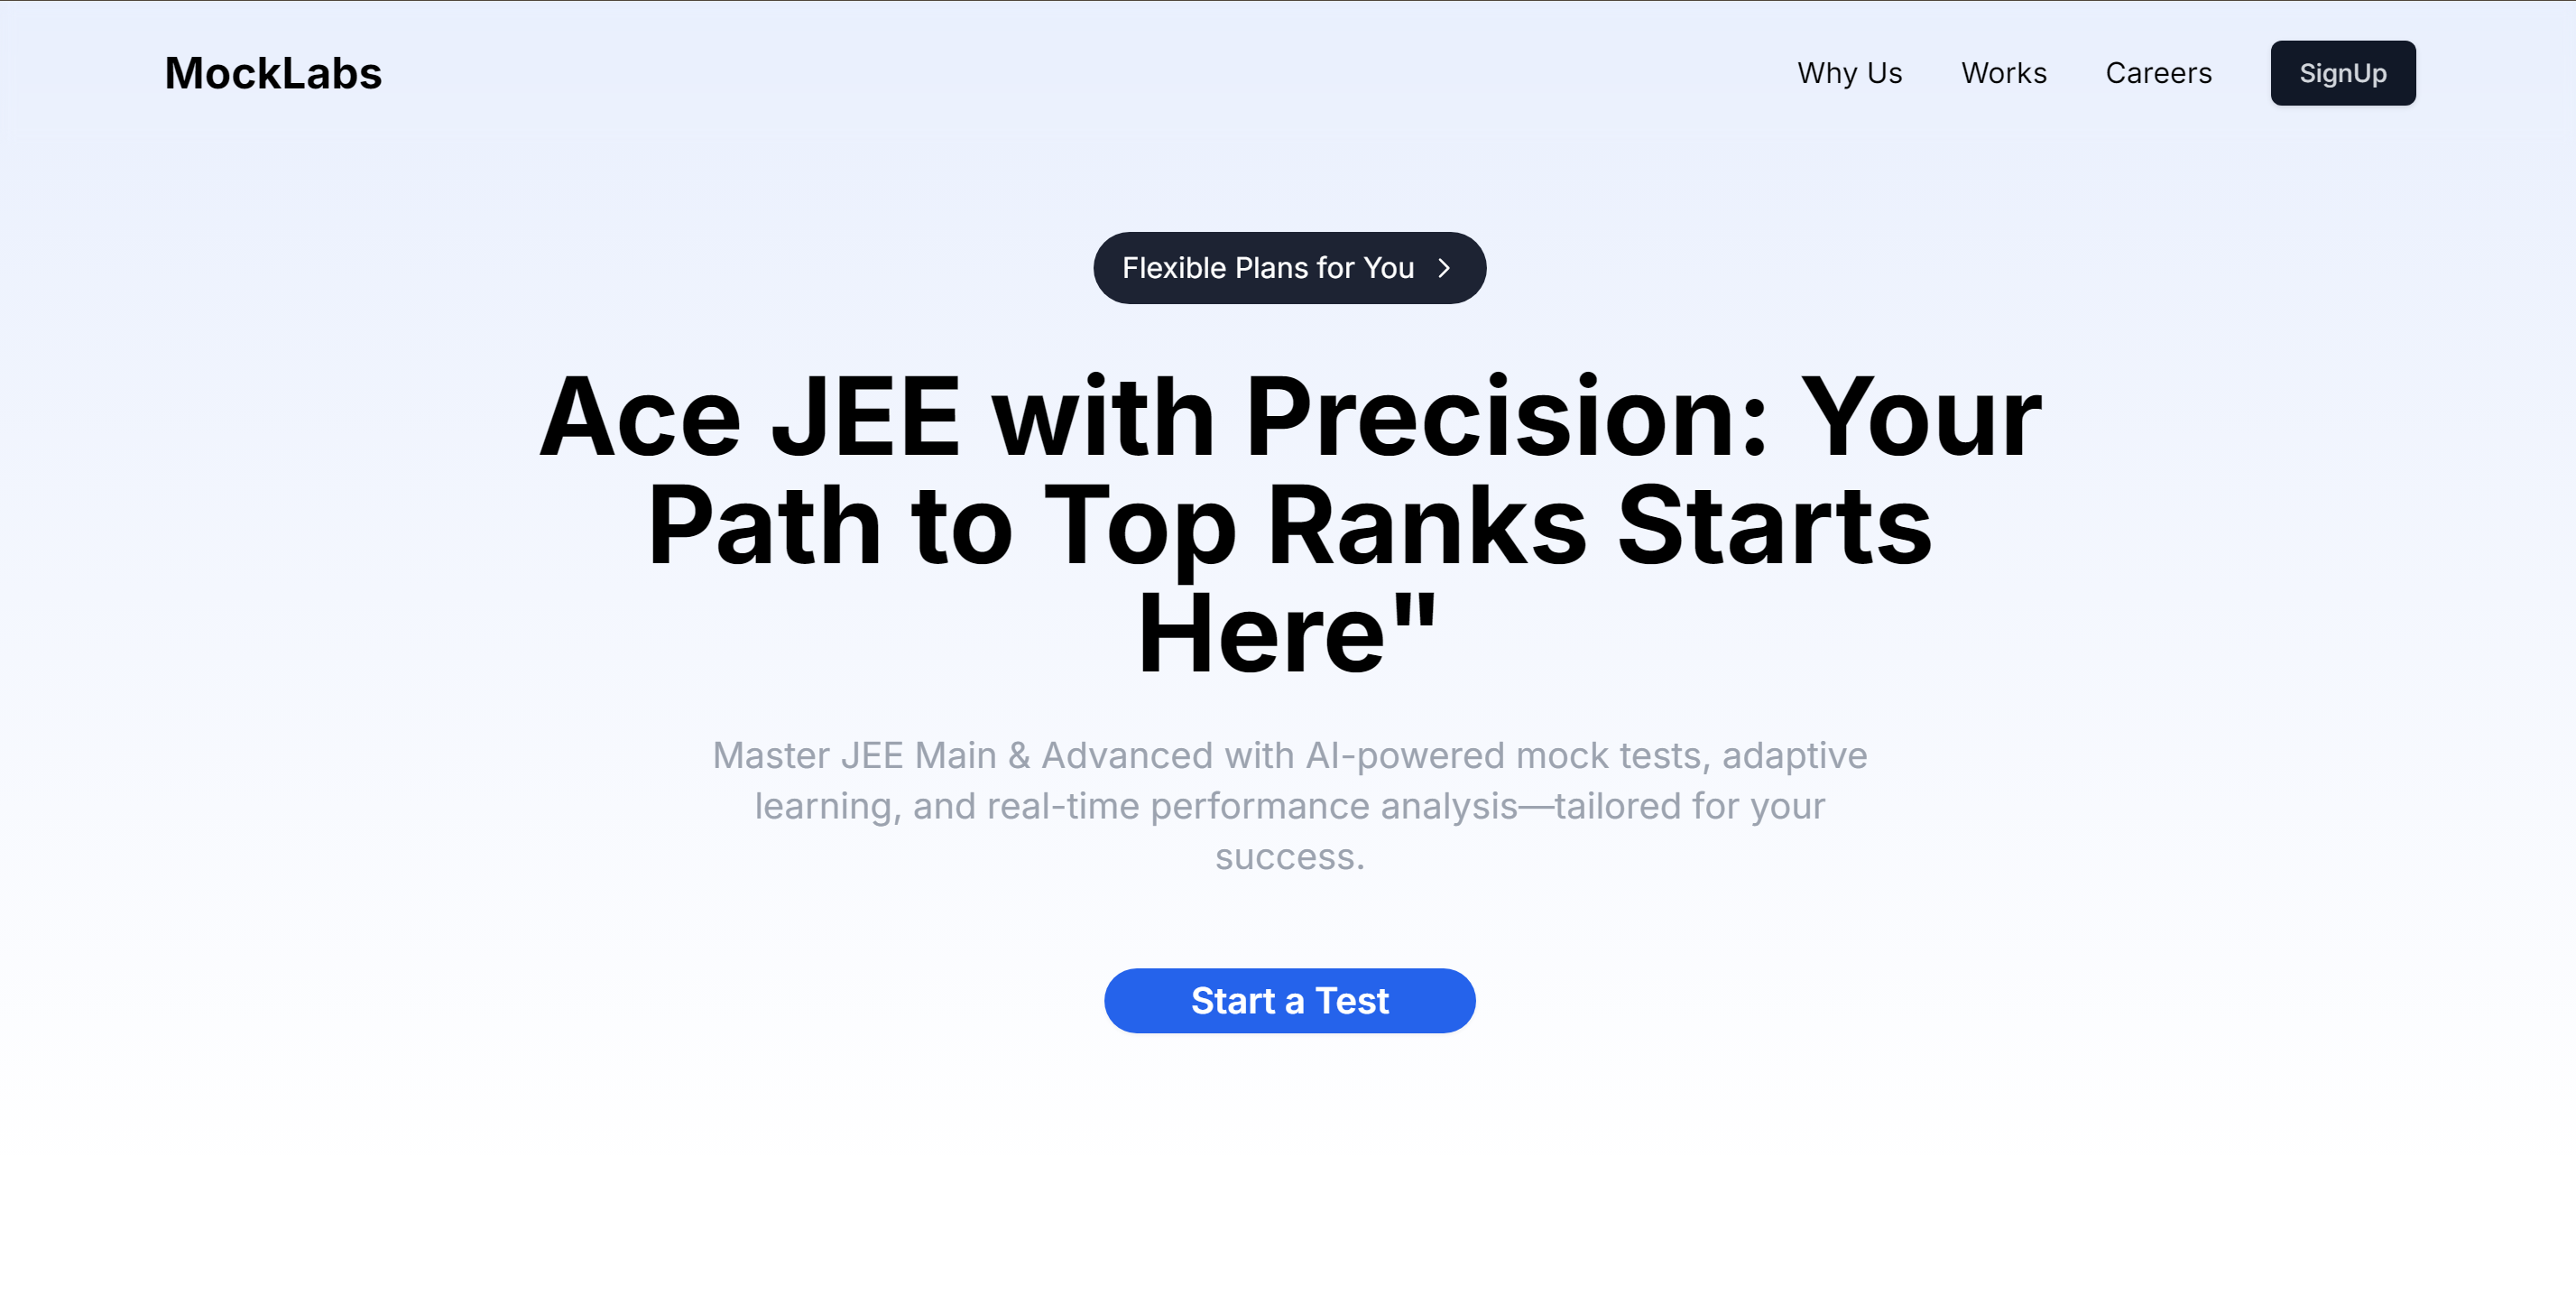 MockLabs
Why Us
Works
Careers
SignUp
Flexible Plans for You
Ace JEE with Precision: Your
Path to Top Ranks Starts
Here"
Master JEE Main & Advanced with AI-powered mock tests, adaptive
learning, and real-time performance analysis—tailored for your
success.
Start a Test